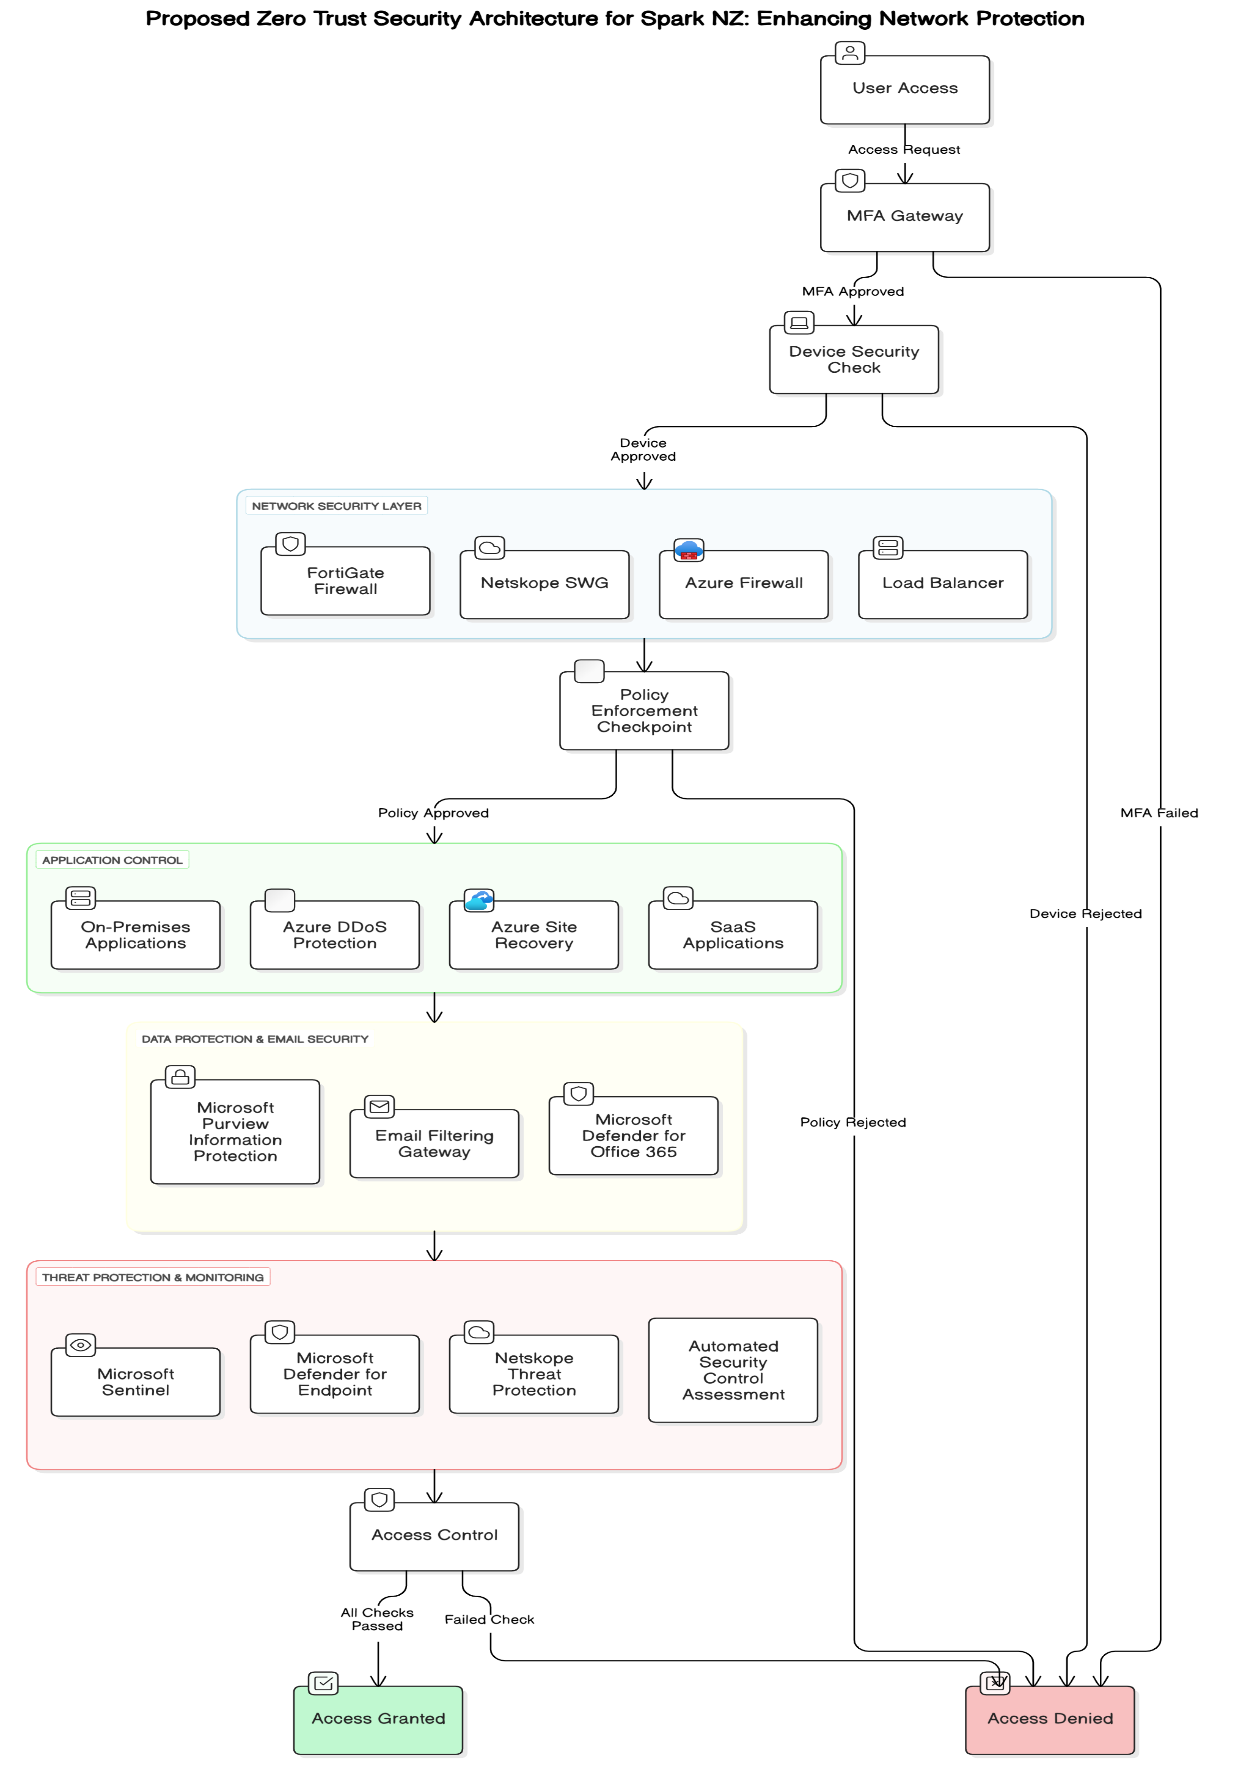 Proposed Zero Trust Security Architecture for Spark NZ: Enhancing Network Protection
User Access
Access Request
MFA Gateway
MFA Approved
Device Security
Check
Device
Approved
NETWORK SECURITY LAYER
FortiGate
Firewall
Netskope SWG
Azure Firewall
Load Balancer
Policy
Enforcement
Checkpoint
Policy Approved
MFA Failed
APPLICATION CONTROL
On-Premises
Applications
Azure DDoS
Protection
Azure Site
Recovery
SaaS
Applications
Device Rejected
DATA PROTECTION & EMAIL SECURITY
Microsoft
Purview
Information
Protection
Email Filtering
Gateway
Microsoft
Defender for
Office 365
Policy Rejected
THREAT PROTECTION & MONITORING
Microsoft
Sentinel
Microsoft
Defender for
Endpoint
Netskope
Threat
Protection
Automated
Security
Control
Assessment
Access Control
All Checks
Passed
Failed Check
Access Granted
Access Denied